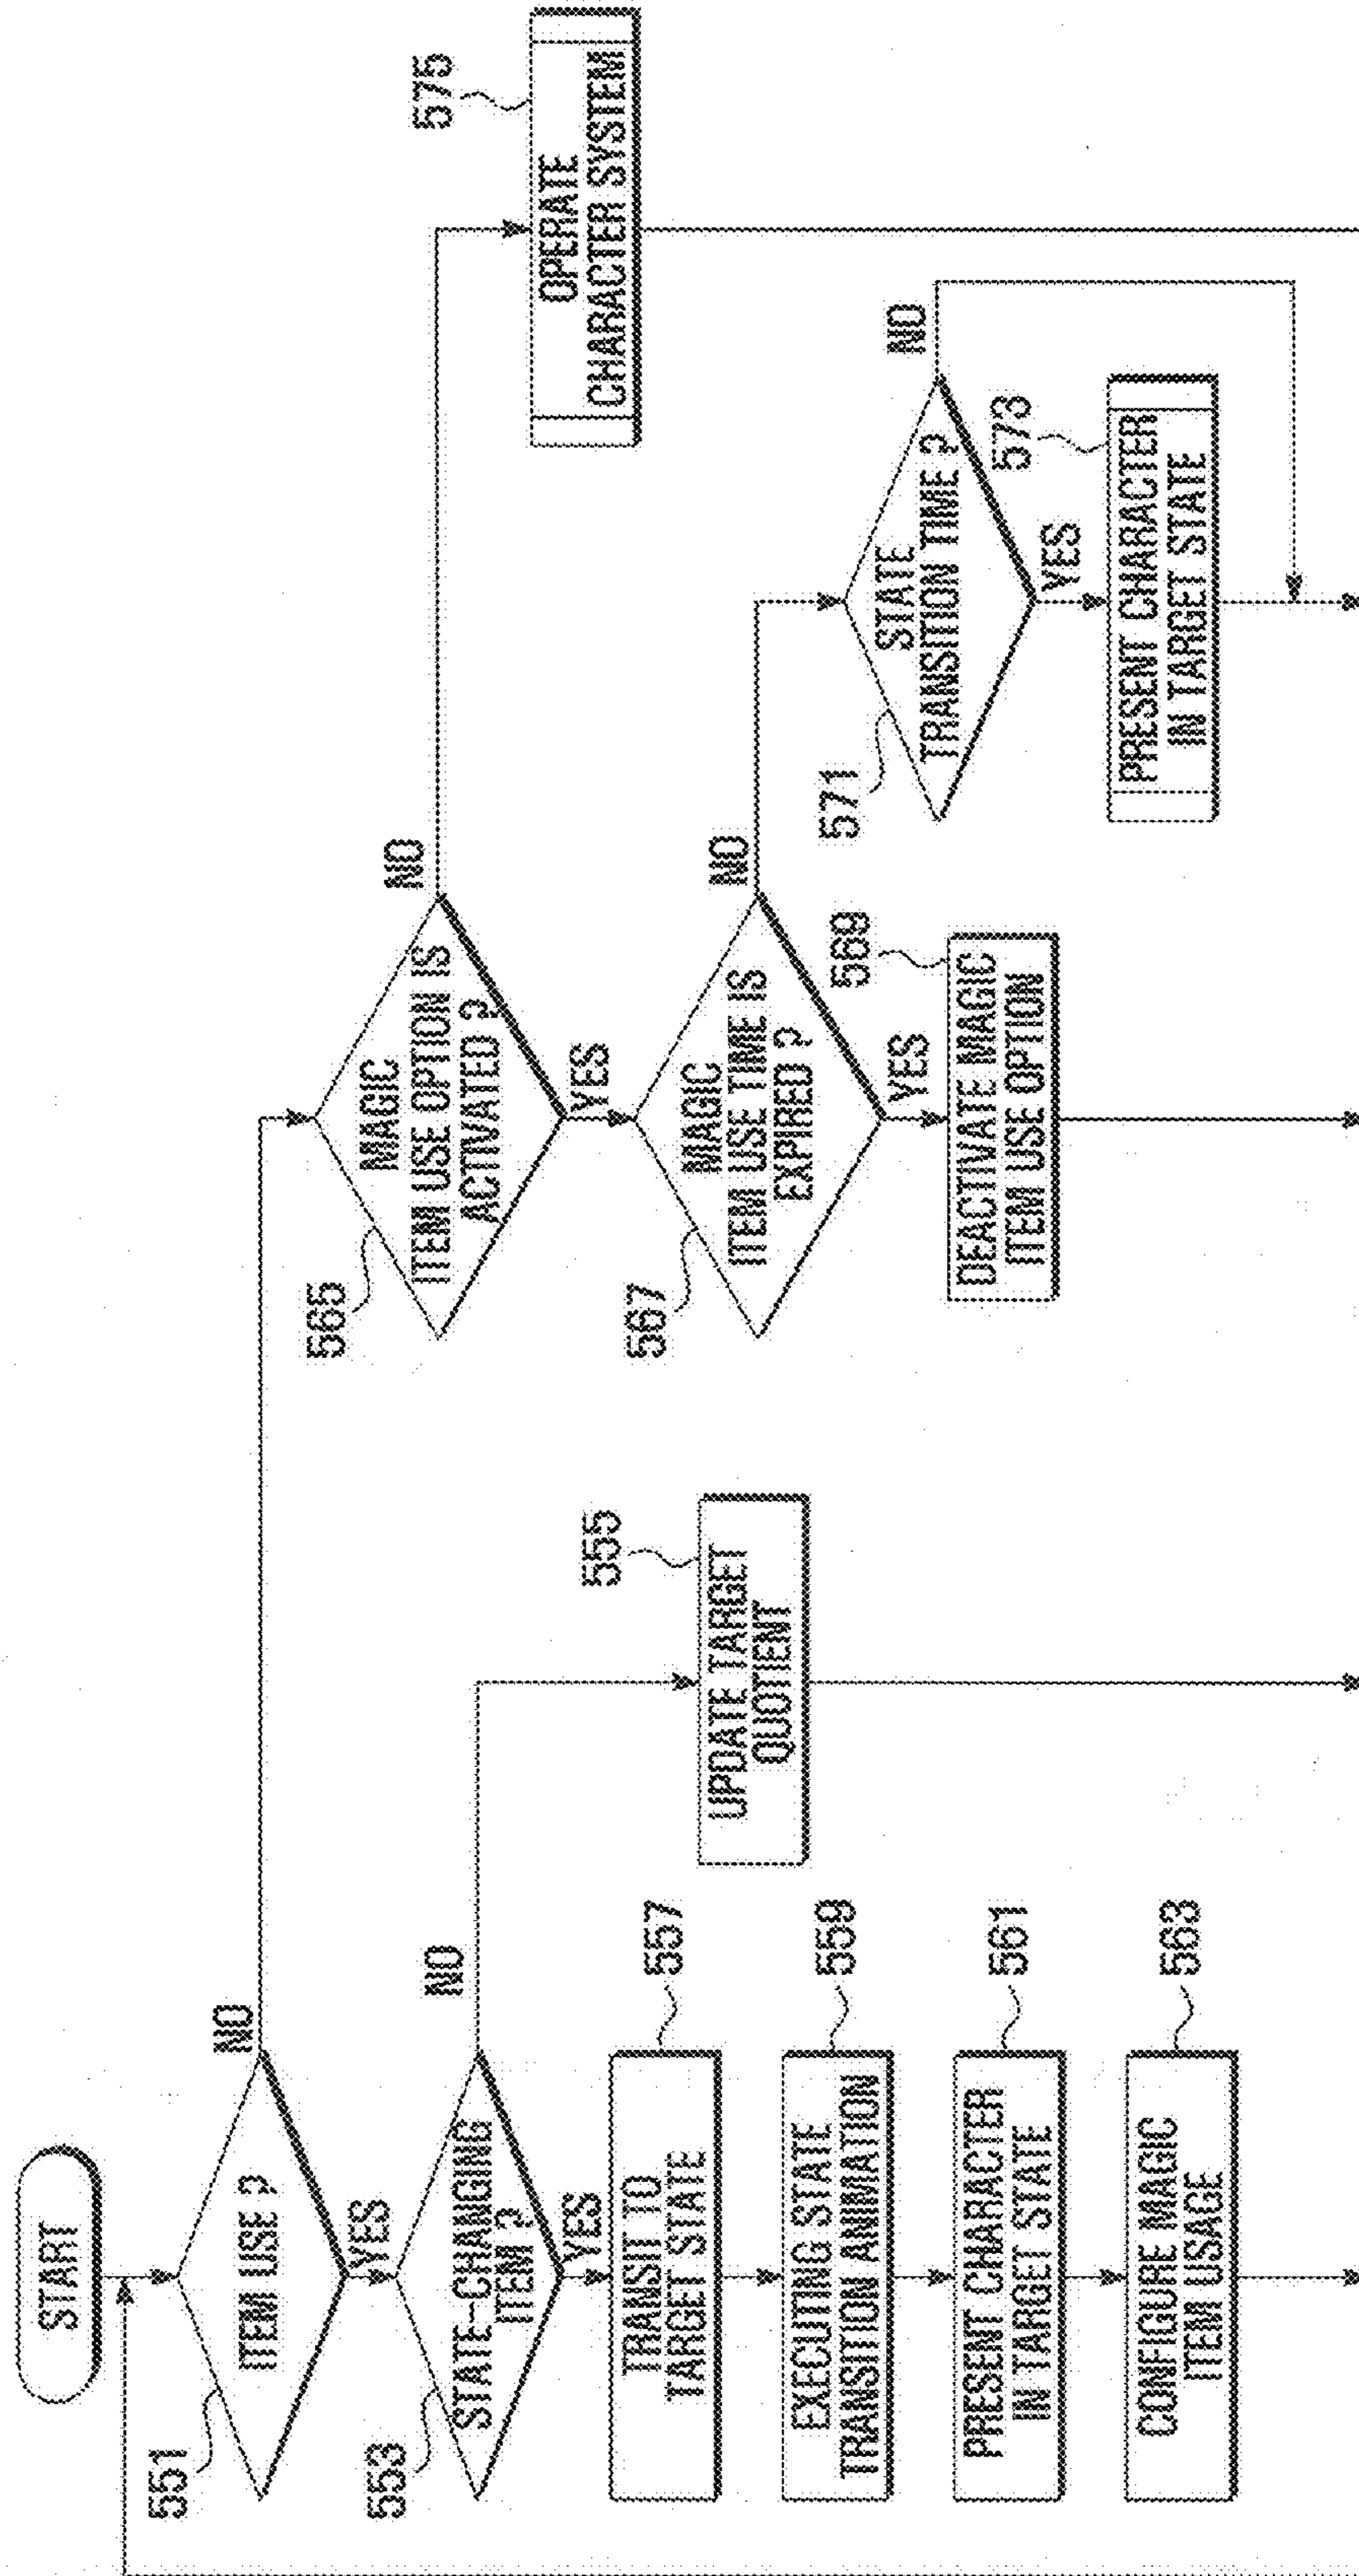 START
551
ITEM USE ?
NO
YES
553
STATE-CHANGING
ITEM ?
NO
YES
555
UPDATE TARGET
QUOTIENT
557
TRANSIT TO
TARGET STATE
559
EXECUTING STATE
TRANSITION ANIMATION
561
PRESENT CHARACTER
IN TARGET STATE
563
CONFIGURE MAGIC
ITEM USAGE
565
MAGIC
ITEM USE OPTION IS
ACTIVATED ?
NO
YES
567
MAGIC
ITEM USE TIME IS
EXPIRED ?
NO
YES
569
DEACTIVATE MAGIC
ITEM USE OPTION
571
STATE
TRANSITION TIME ?
NO
YES
573
PRESENT CHARACTER
IN TARGET STATE
575
OPERATE
CHARACTER SYSTEM